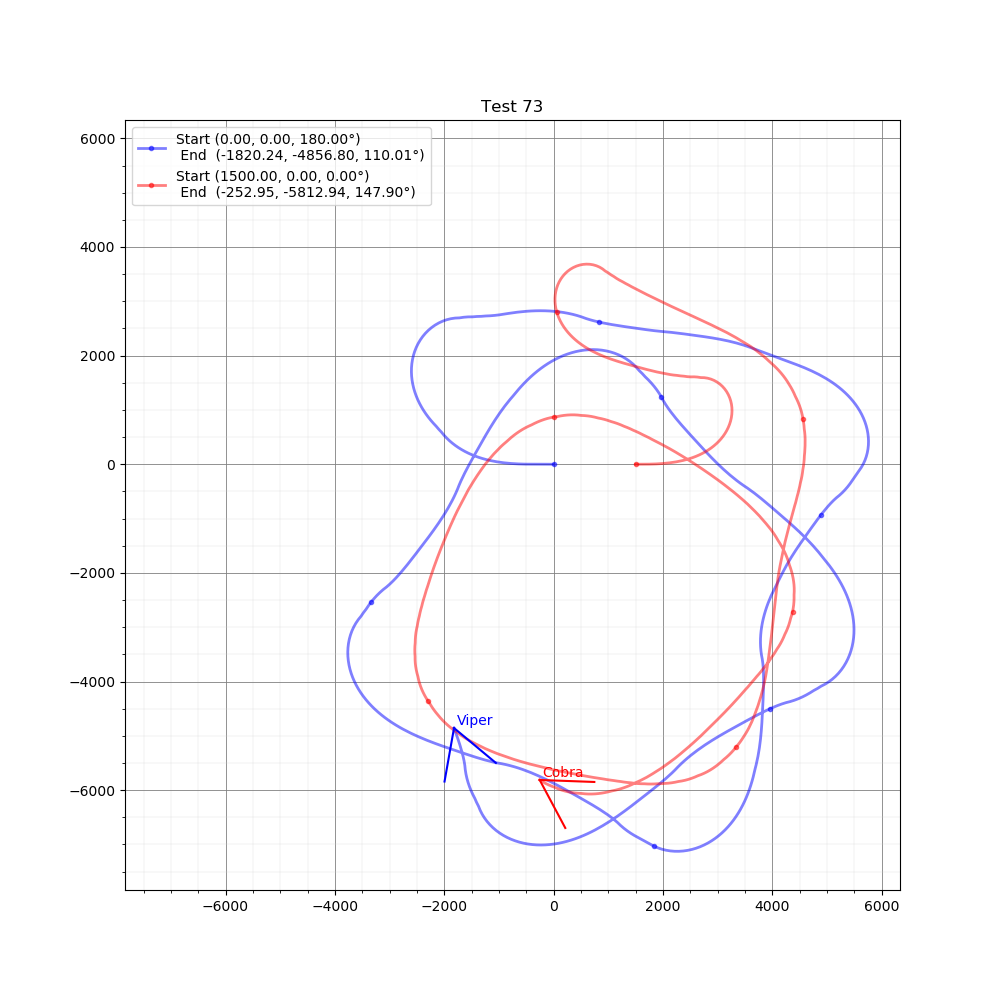 Test 73
Start (0.00, 0.00, 180.00°)
End  (-1820.24, -4856.80, 110.01°)
Start (1500.00, 0.00, 0.00°)
End  (-252.95, -5812.94, 147.90°)
6000
4000
2000
0
−2000
−4000
−6000
Viper
Cobra
−6000 −4000 −2000 0 2000 4000 6000